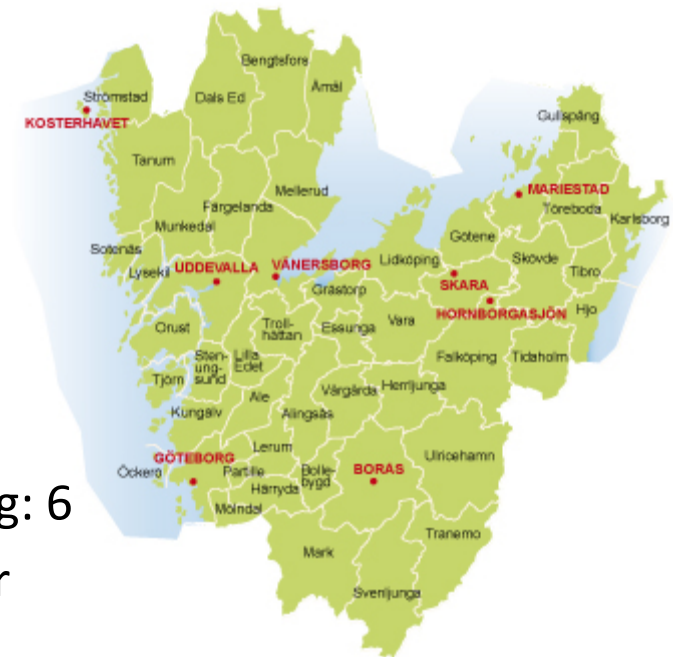 Bengtsfors
Åmål
Dals Ed
Strömstad
KOSTERHAVET
Gullspång
Tanum
Mellerud
MARIESTAD
Färgelanda
Töreboda
Karlsborg
Munkedal
Götene
Sotenäs
Lidköping
Skövde
Lysekil
UDDEVALLA
VÄNERSBORG
Tibro
SKARA
Grästorp
HORNBORGASJÖN
Hjo
Orust
Troll-
hättan
Essunga
Vara
Sten-
ung-
sund
Lilla
Edet
Falköping
Tidaholm
Tjörn
Vårgårda
Herrljunga
Ale
Kungälv
Alingsås
Lerum
Ulricehamn
GÖTEBORG
Öckerö
Partille
Bolle-
bygd
BORÅS
Härryda
g: 6
Mölndal
Tranemo
Mark
r
Svenljunga